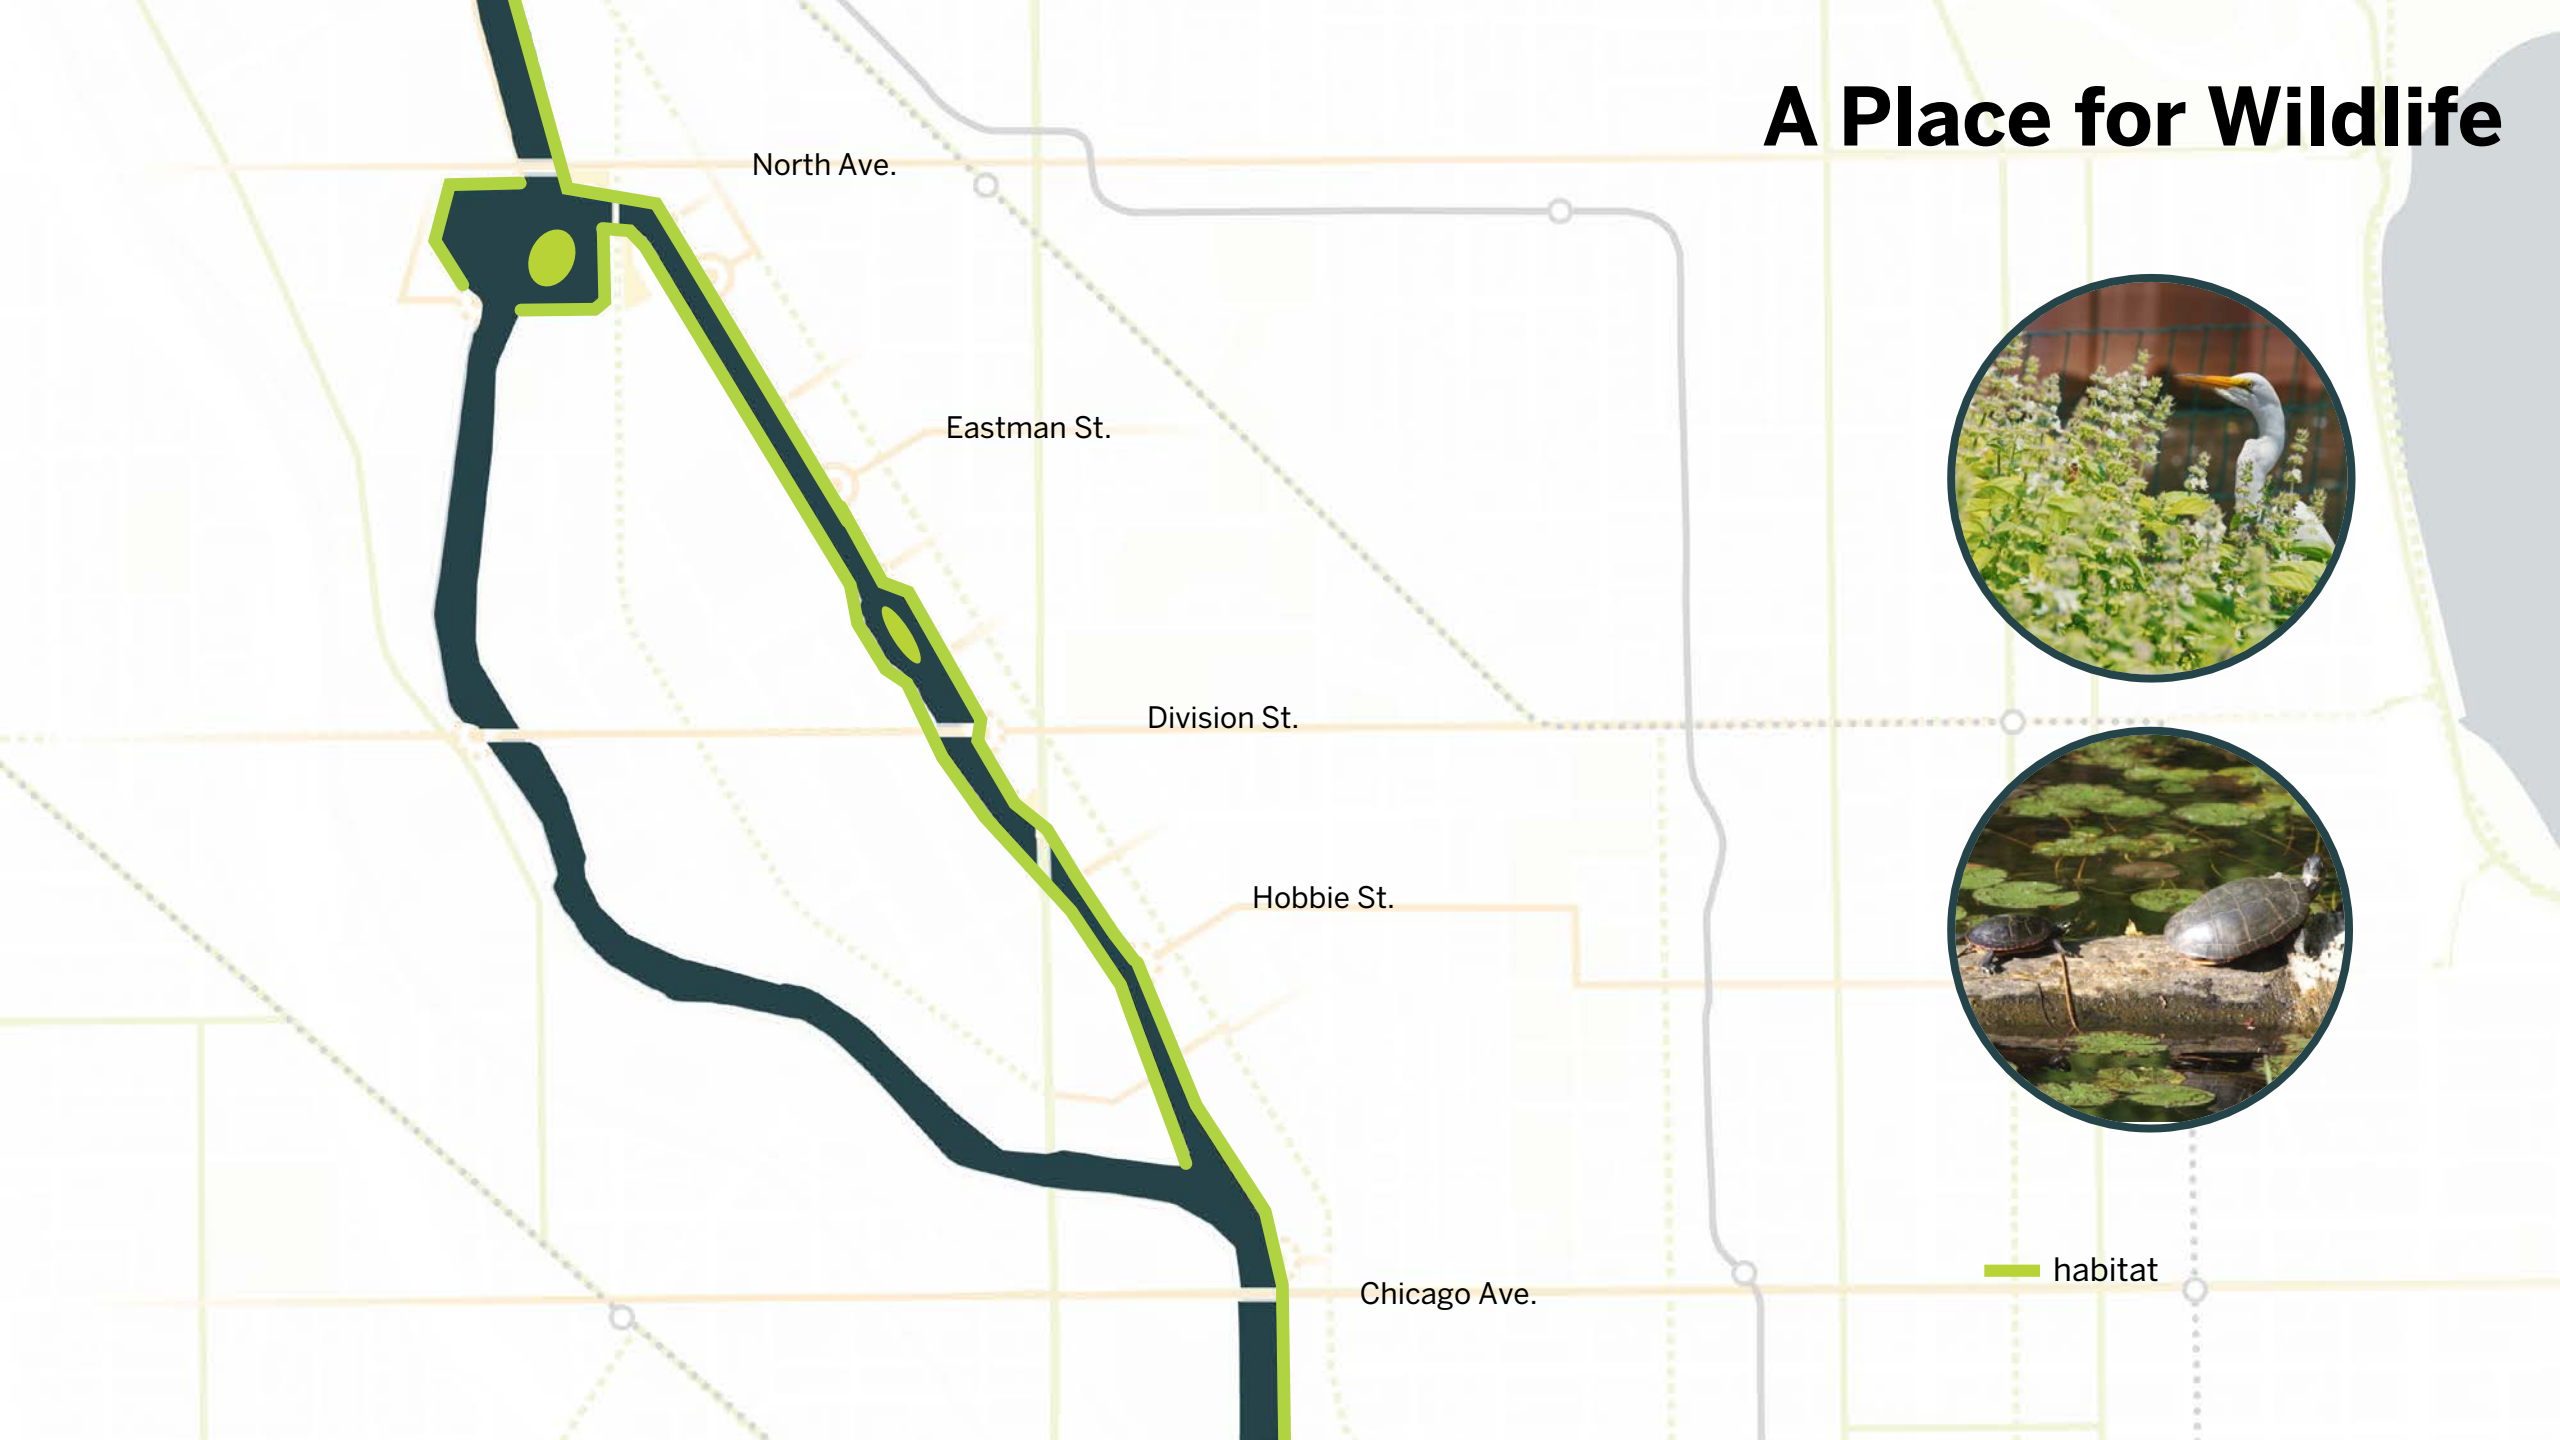 A Place for Wildlife
North Ave.
Eastman St.
Division St.
Hobbie St.
habitat
Chicago Ave.